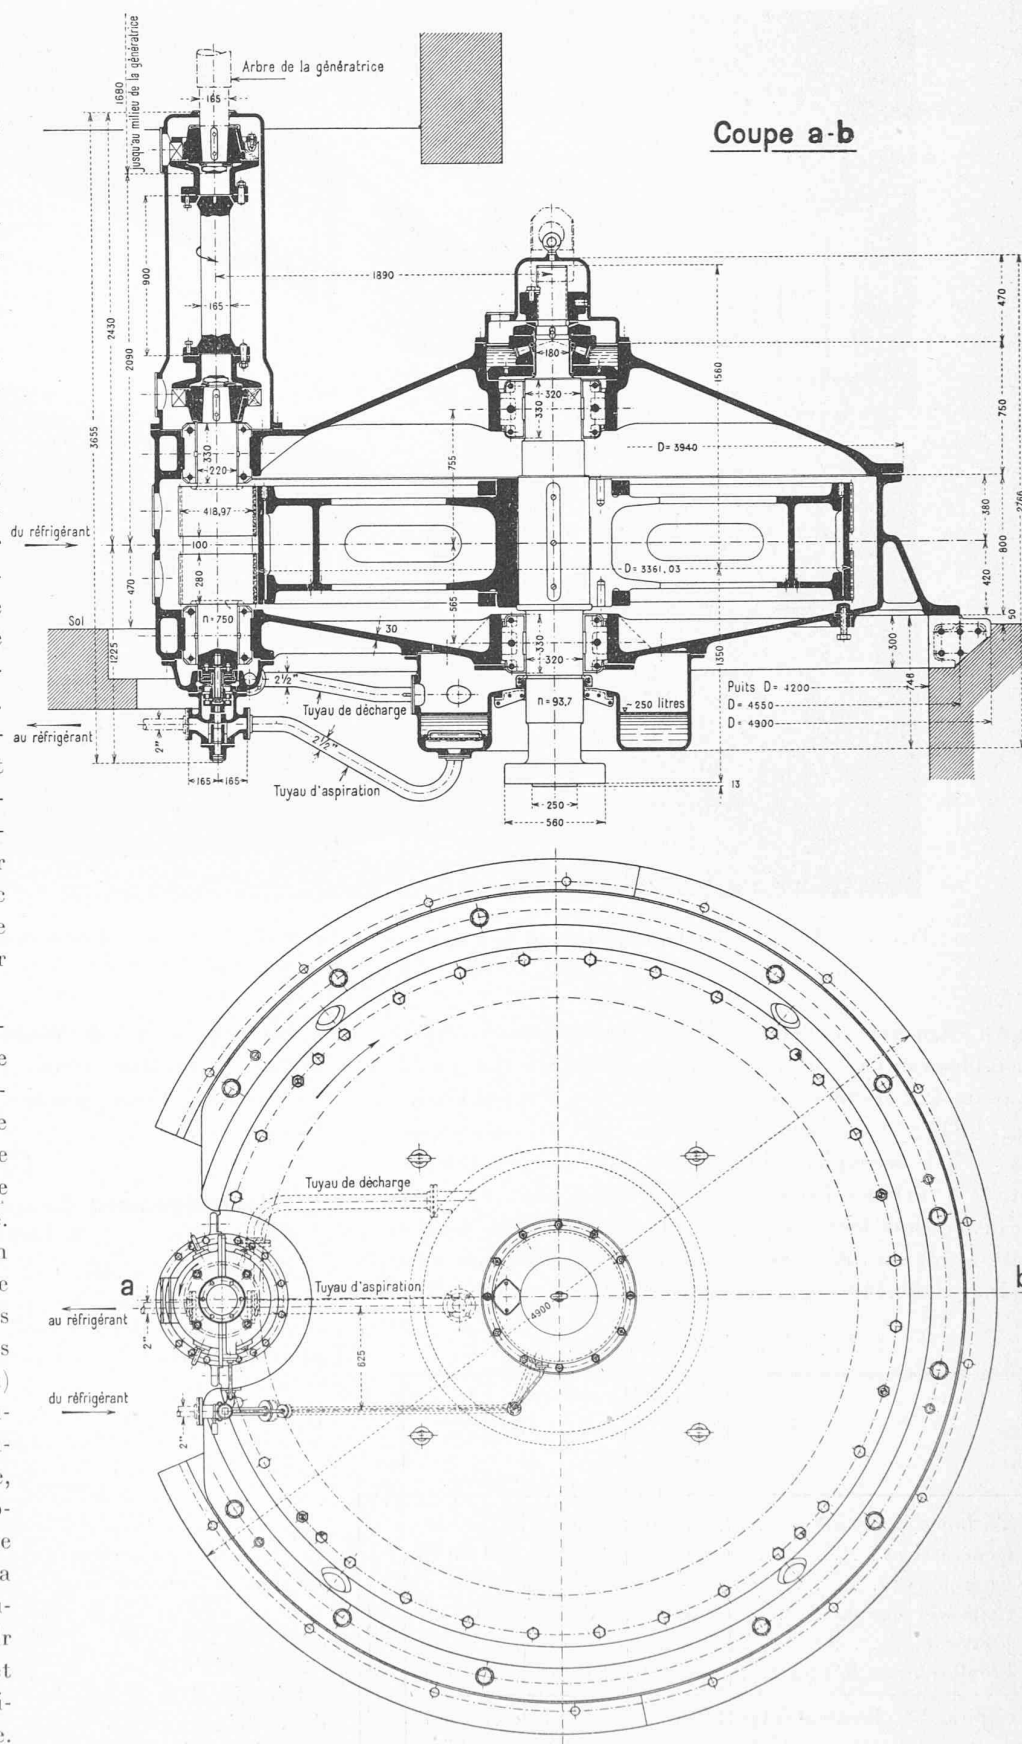 Coupe a-b
Arbre de la génératrice
1680
jusqu'au milieu de la génératrice
165
1890
900
165
2430
2090
3655
180
320
330
1560
470
750
D= 3940
755
330
220
418,97
100
280
D= 3361,03
380
800
420
2766
du réfrigérant
470
565
n=750
Sol
1225
30
330
320
1350
300
748
50
2½"
Tuyau de décharge
n=93,7
~250 litres
Puits D= 4200
D= 4550
D= 4900
au réfrigérant
2"
2½"
165
165
Tuyau d'aspiration
13
250
560
Tuyau de décharge
a
Tuyau d'aspiration
b
au réfrigérant
2"
4900
625
du réfrigérant
2"
r
c
e
r
e
e
e
e
n
e
s
s
)
e,
e
a
r
et
e.